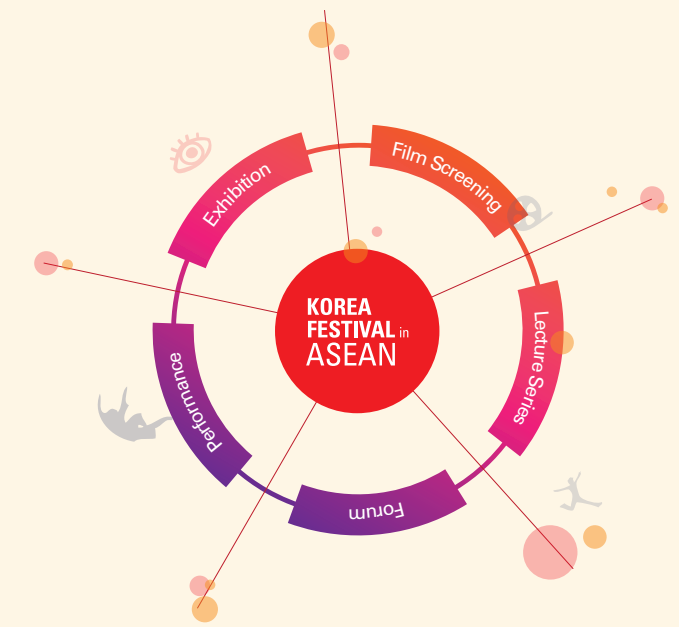 Film Screening
Exhibition
KOREA
FESTIVAL in
ASEAN
Lecture Series
Performance
Forum